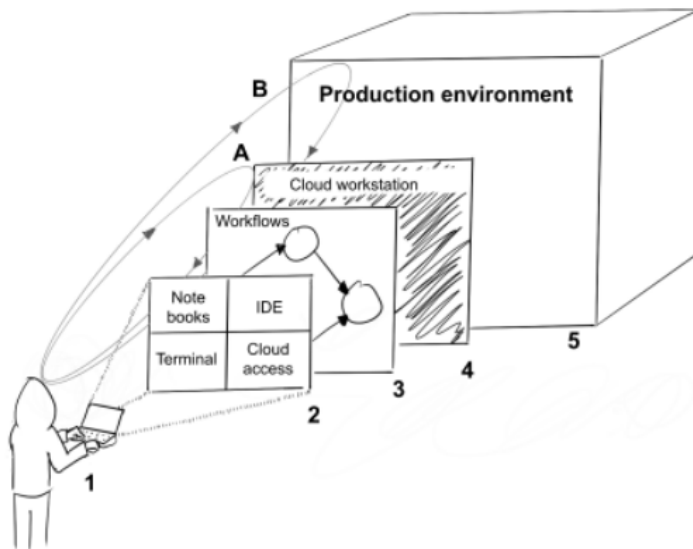 B
Production environment
A
Cloud workstation
Workflows
Note
books
IDE
Terminal
Cloud
access
5
4
3
2
1